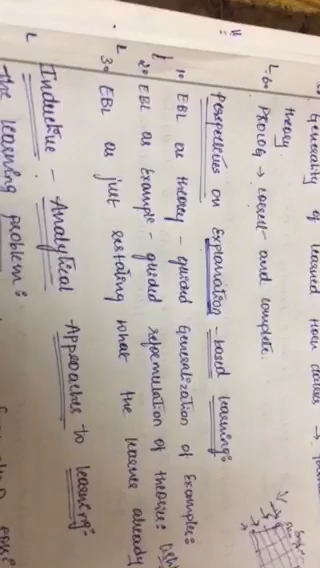 Generality of learned Horn clauses →
theory.
L→ 6. PROLOG → correct and complete.
Perspectives on Explanation-based learning:
1° EBL as theory-guided Generalization of Examples:
2° EBL as Example-guided reformulation of theories:
3° EBL as just restating what the learner already
Inductive-Analytical Approaches to learning:
the learning problem: